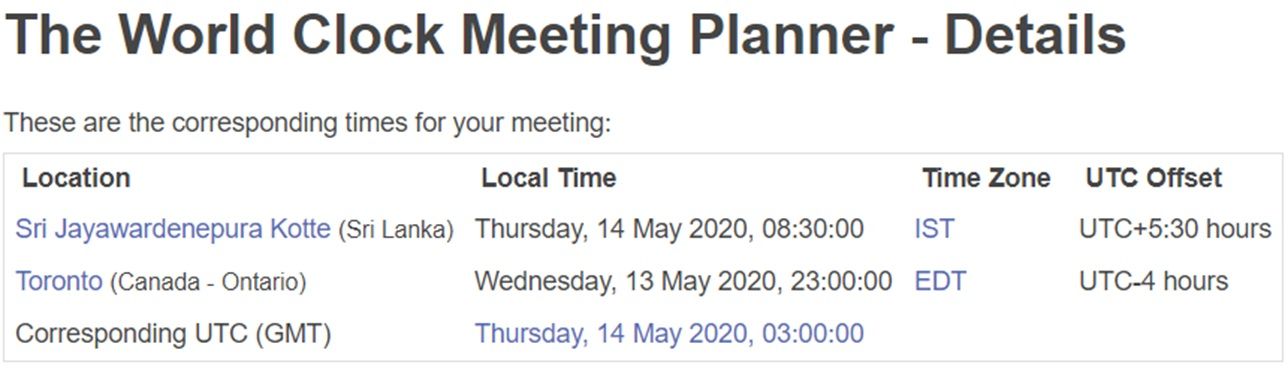 The World Clock Meeting Planner - Details
These are the corresponding times for your meeting:
Location Local Time Time Zone UTC Offset
Sri Jayawardenepura Kotte (Sri Lanka) Thursday, 14 May 2020, 08:30:00 IST UTC+5:30 hours
Toronto (Canada - Ontario) Wednesday, 13 May 2020, 23:00:00 EDT UTC-4 hours
Corresponding UTC (GMT) Thursday, 14 May 2020, 03:00:00